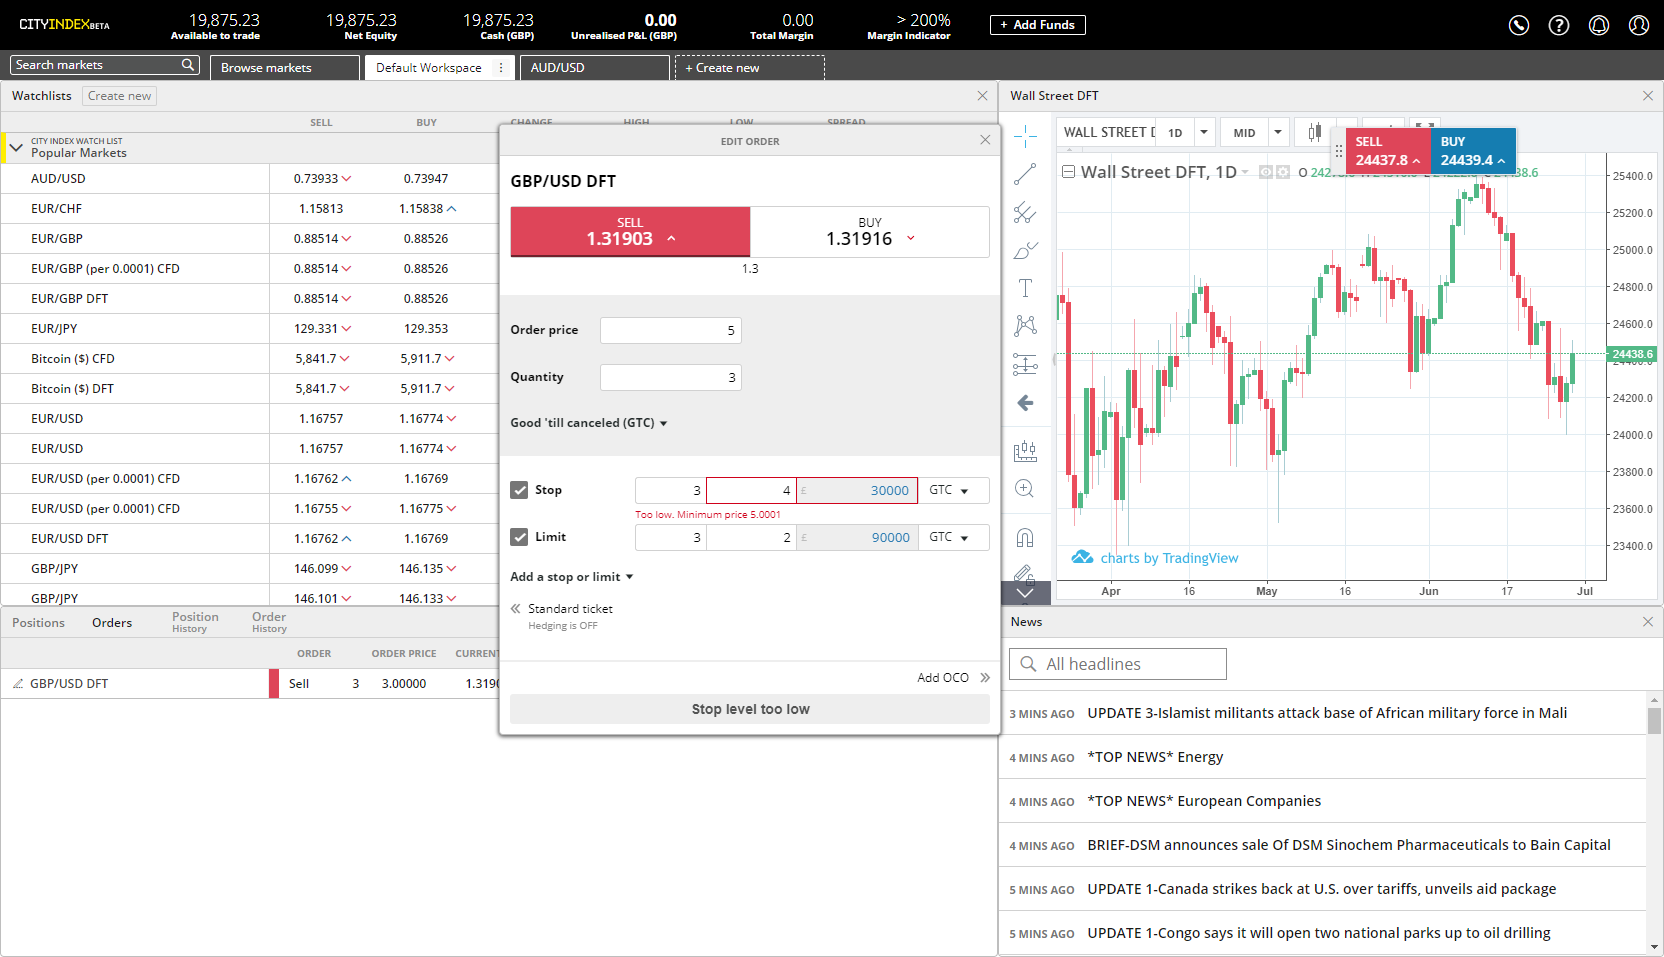 CITYINDEX BETA
19,875.23
Available to trade
19,875.23
Net Equity
19,875.23
Cash (GBP)
0.00
Unrealised P&L (GBP)
0.00
Total Margin
> 200%
Margin Indicator
+ Add Funds
Search markets
Browse markets
Default Workspace
AUD/USD
+ Create new
Watchlists
Create new
SELL BUY CHANGE HIGH LOW SPREAD
CITY INDEX WATCH LIST
Popular Markets
AUD/USD 0.73933 0.73947
EUR/CHF 1.15813 1.15838
EUR/GBP 0.88514 0.88526
EUR/GBP (per 0.0001) CFD 0.88514 0.88526
EUR/GBP DFT 0.88514 0.88526
EUR/JPY 129.331 129.353
Bitcoin ($) CFD 5,841.7 5,911.7
Bitcoin ($) DFT 5,841.7 5,911.7
EUR/USD 1.16757 1.16774
EUR/USD 1.16757 1.16774
EUR/USD (per 0.0001) CFD 1.16762 1.16769
EUR/USD (per 0.0001) CFD 1.16755 1.16775
EUR/USD DFT 1.16762 1.16769
GBP/JPY 146.099 146.135
GBP/JPY 146.101 146.133
Positions Orders Position History Order History
ORDER ORDER PRICE CURRENT
GBP/USD DFT Sell 3 3.00000 1.3190
EDIT ORDER
GBP/USD DFT
SELL
1.31903
BUY
1.31916
1.3
Order price 5
Quantity 3
Good 'till canceled (GTC)
Stop 3 4 £ 30000 GTC
Too low. Minimum price 5.0001
Limit 3 2 £ 90000 GTC
Add a stop or limit
Standard ticket
Hedging is OFF
Add OCO
Stop level too low
Wall Street DFT
WALL STREET D 1D MID
SELL
24437.8
BUY
24439.4
Wall Street DFT, 1D
25400.0
25200.0
25000.0
24800.0
24600.0
24438.6
24200.0
24000.0
23800.0
23600.0
23400.0
charts by TradingView
Apr 16 May 16 Jun 17 Jul
News
All headlines
3 MINS AGO UPDATE 3-Islamist militants attack base of African military force in Mali
4 MINS AGO *TOP NEWS* Energy
4 MINS AGO *TOP NEWS* European Companies
4 MINS AGO BRIEF-DSM announces sale Of DSM Sinochem Pharmaceuticals to Bain Capital
5 MINS AGO UPDATE 1-Canada strikes back at U.S. over tariffs, unveils aid package
5 MINS AGO UPDATE 1-Congo says it will open two national parks up to oil drilling